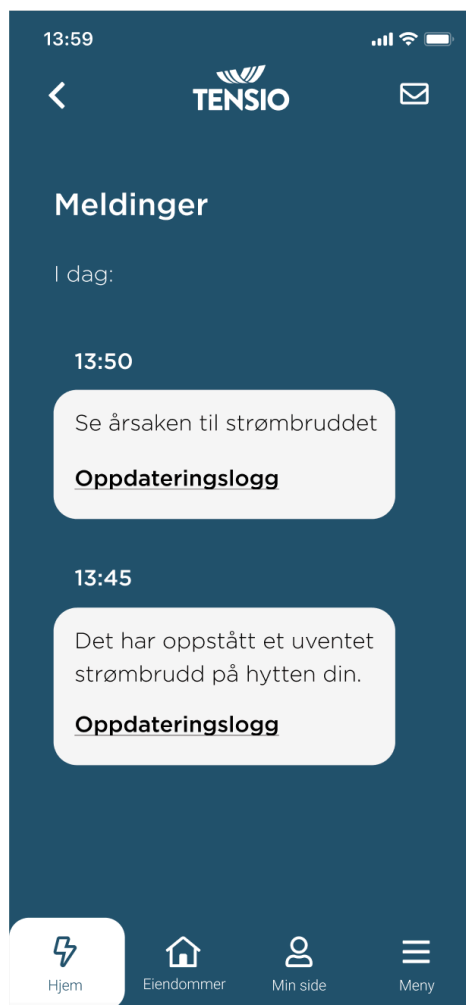 13:59
TENSIO
Meldinger
I dag:
13:50
Se årsaken til strømbruddet
Oppdateringslogg
13:45
Det har oppstått et uventet
strømbrudd på hytten din.
Oppdateringslogg
Hjem
Eiendommer
Min side
Meny